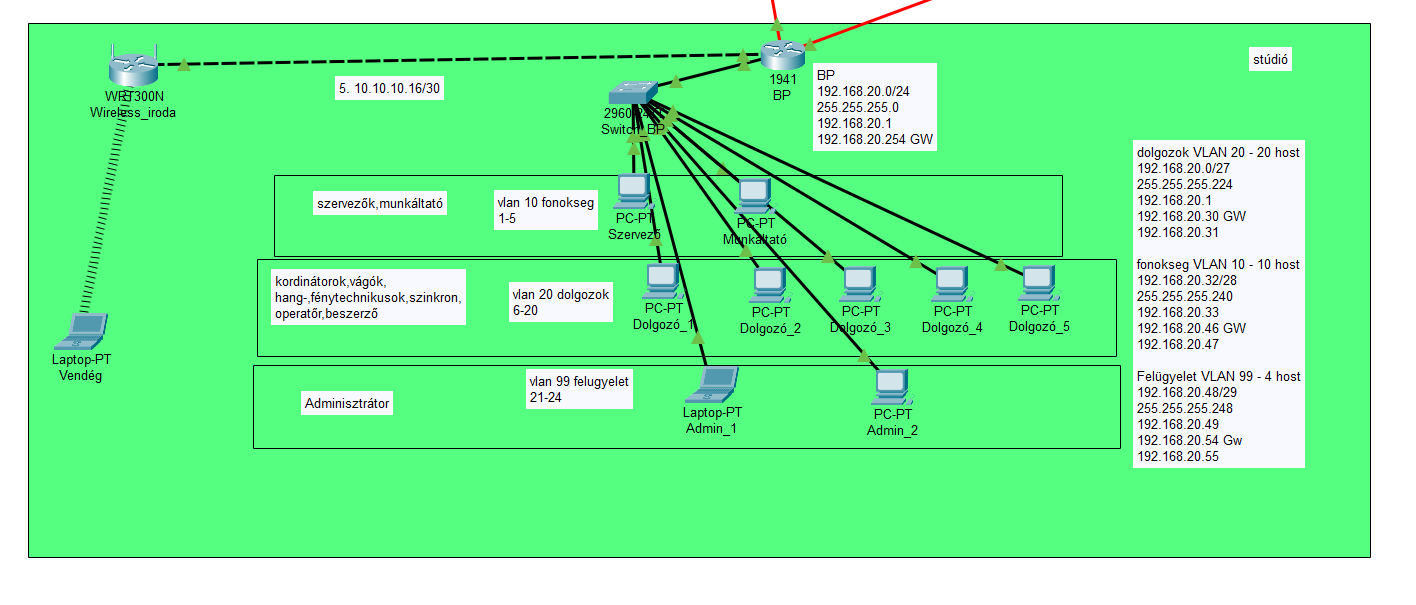 WRT300N
Wireless_iroda
5. 10.10.10.16/30
1941
BP
BP
192.168.20.0/24
255.255.255.0
192.168.20.1
192.168.20.254 GW
stúdió
Switch_BP
szervezők,munkáltató
vlan 10 fonokseg
1-5
PC-PT
Szervező
PC-PT
Munkáltató
kordinátorok,vágók,
hang-,fénytechnikusok,szinkron,
operatőr,beszerző
vlan 20 dolgozok
6-20
PC-PT
Dolgozó_1
PC-PT
Dolgozó_2
PC-PT
Dolgozó_3
PC-PT
Dolgozó_4
PC-PT
Dolgozó_5
Laptop-PT
Vendég
Adminisztrátor
vlan 99 felugyelet
21-24
Laptop-PT
Admin_1
PC-PT
Admin_2
dolgozok VLAN 20 - 20 host
192.168.20.0/27
255.255.255.224
192.168.20.1
192.168.20.30 GW
192.168.20.31
fonokseg VLAN 10 - 10 host
192.168.20.32/28
255.255.255.240
192.168.20.33
192.168.20.46 GW
192.168.20.47
Felügyelet VLAN 99 - 4 host
192.168.20.48/29
255.255.255.248
192.168.20.49
192.168.20.54 Gw
192.168.20.55